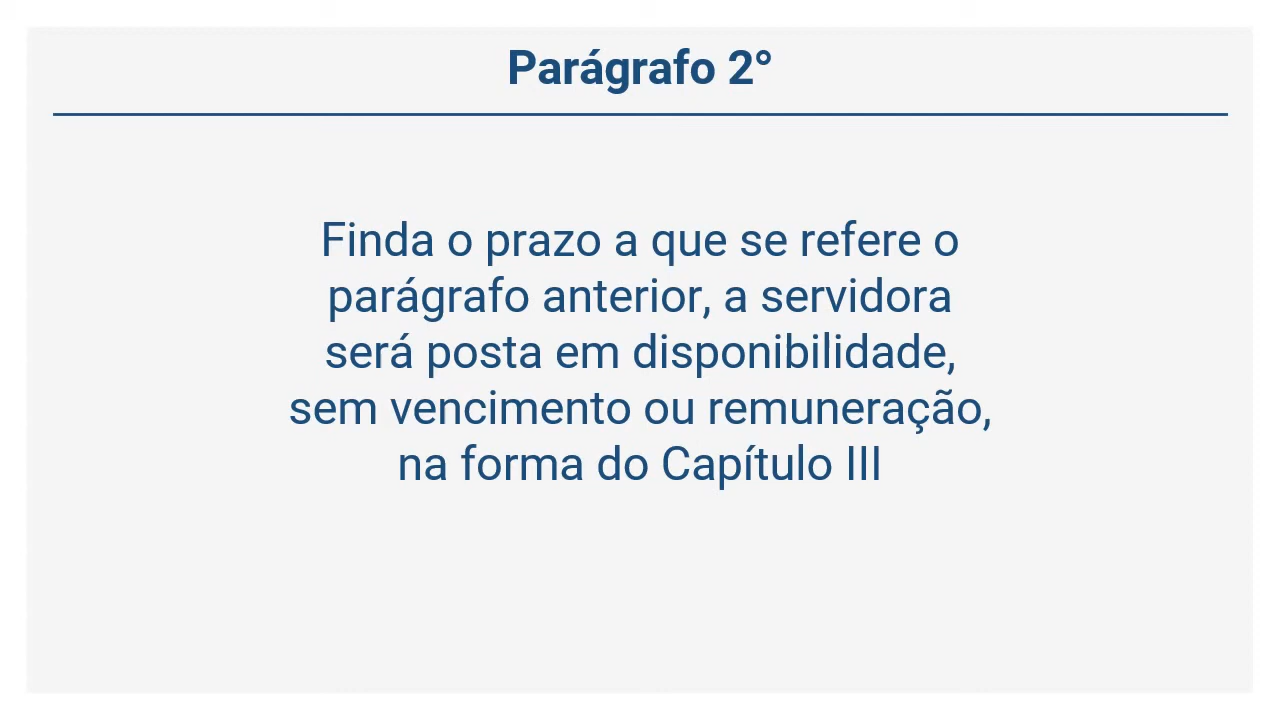 Parágrafo 2°
Finda o prazo a que se refere o
parágrafo anterior, a servidora
será posta em disponibilidade,
sem vencimento ou remuneração,
na forma do Capítulo III